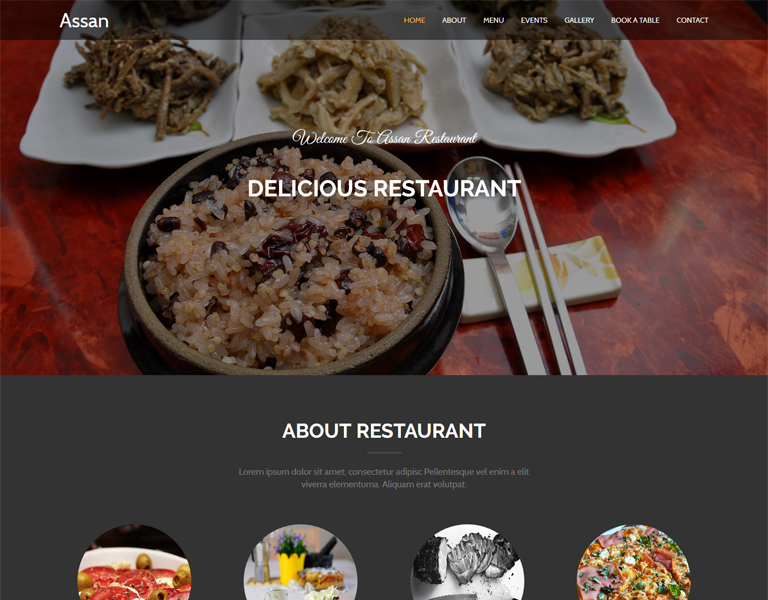 Assan
HOME ABOUT MENU EVENTS GALLERY BOOK A TABLE CONTACT
Welcome To Assan Restaurant
DELICIOUS RESTAURANT
ABOUT RESTAURANT
Lorem ipsum dolor sit amet, consectetur adipisc Pellentesque vel enim a elit
viverra elementuma. Aliquam erat volutpat.